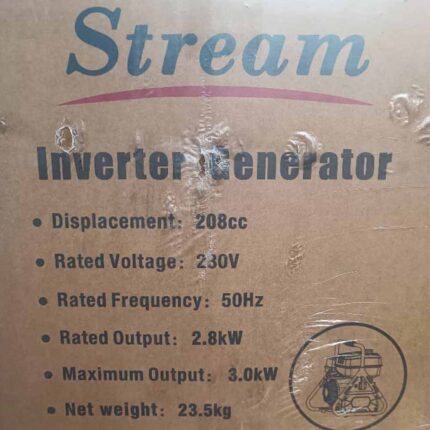 Stream
Inverter Generator
• Displacement: 208cc
• Rated Voltage: 230V
• Rated Frequency: 50Hz
• Rated Output: 2.8kW
• Maximum Output: 3.0kW
• Net weight: 23.5kg